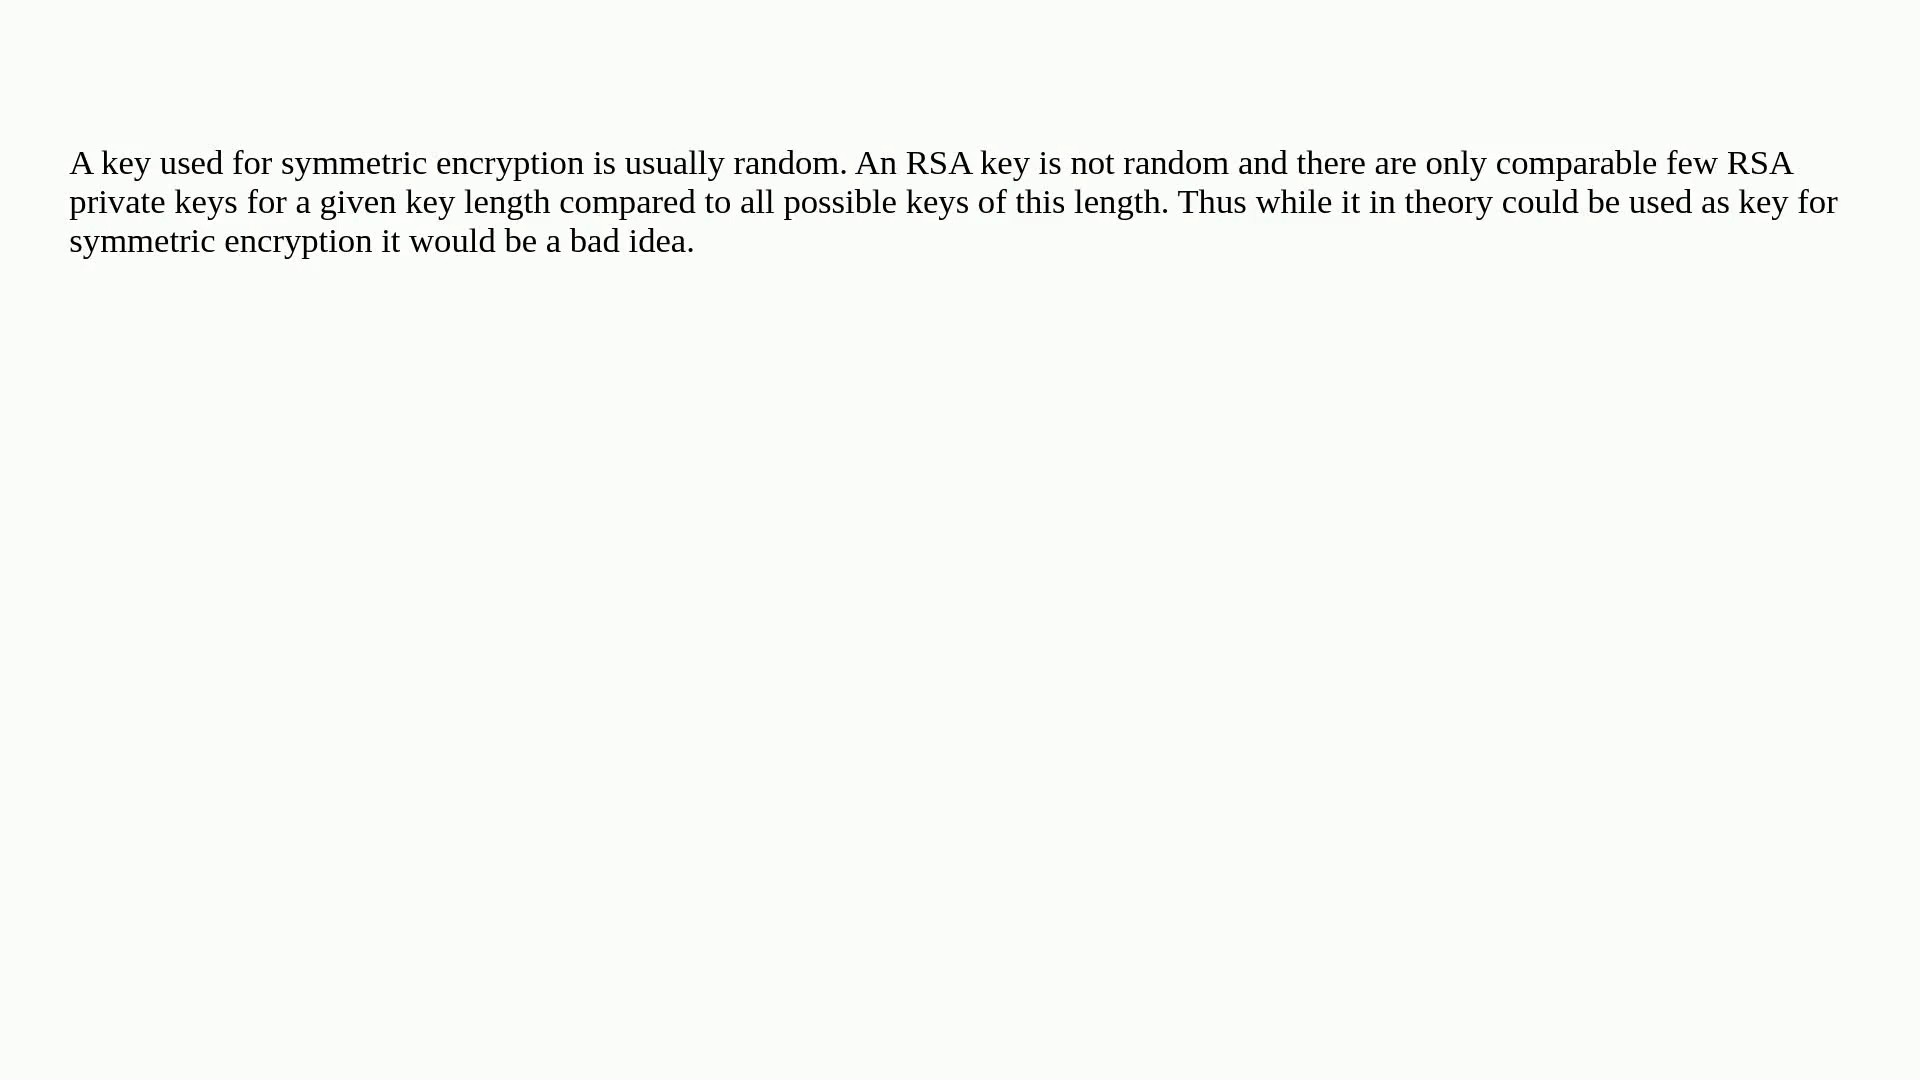 A key used for symmetric encryption is usually random. An RSA key is not random and there are only comparable few RSA
private keys for a given key length compared to all possible keys of this length. Thus while it in theory could be used as key for
symmetric encryption it would be a bad idea.